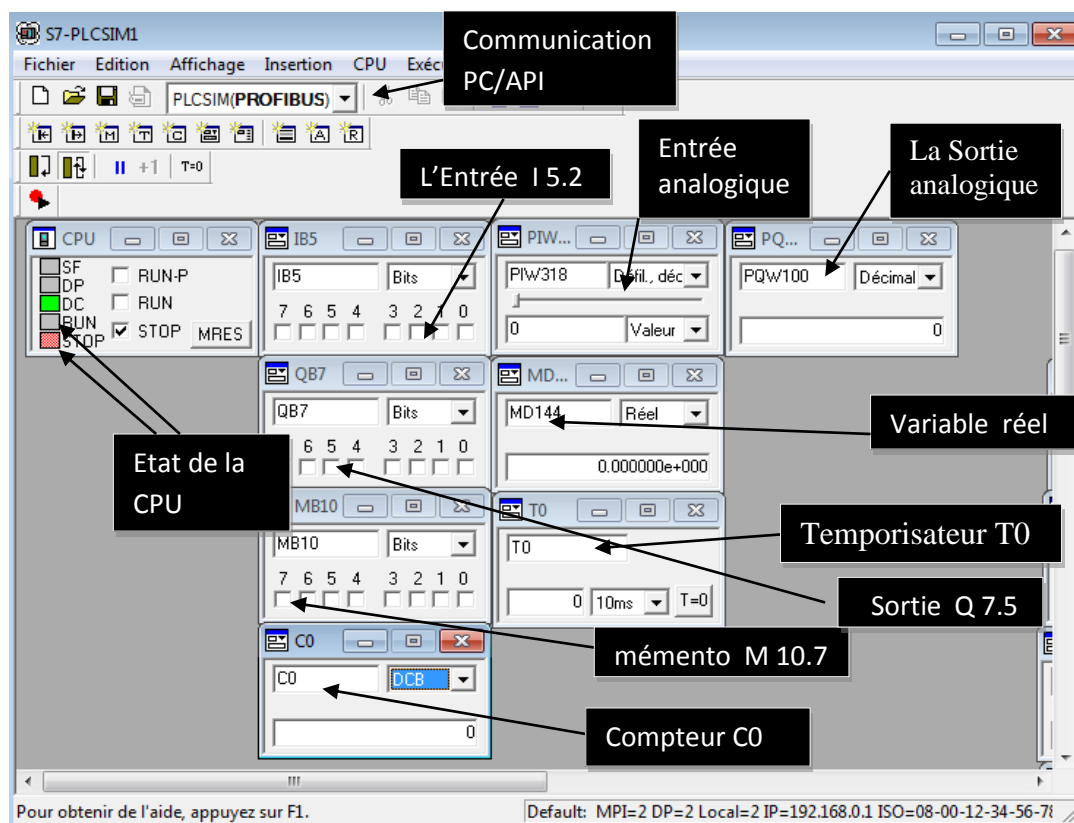 S7-PLCSIM1
Communication
PC/API
Fichier Edition Affichage Insertion CPU Exécu
PLCSIM(PROFIBUS)
+1 T=0
L'Entrée I 5.2
Entrée
analogique
La Sortie
analogique
CPU
SF
DP
DC
RUN
STOP
RUN-P
RUN
STOP
MRES
IB5
IB5 Bits
7 6 5 4 3 2 1 0
PIW...
PIW318 Défil., déc
0 Valeur
PQ...
PQW100 Décimal
0
QB7
QB7 Bits
6 5 4 3 2 1 0
MD...
MD144 Réel
0.000000e+000
Variable réel
Etat de la
CPU
MB10
MB10 Bits
7 6 5 4 3 2 1 0
T0
T0
0 10ms T=0
Temporisateur T0
Sortie Q 7.5
mémento M 10.7
C0
C0 DCB
0
Compteur C0
Pour obtenir de l'aide, appuyez sur F1.
Default: MPI=2 DP=2 Local=2 IP=192.168.0.1 ISO=08-00-12-34-56-78